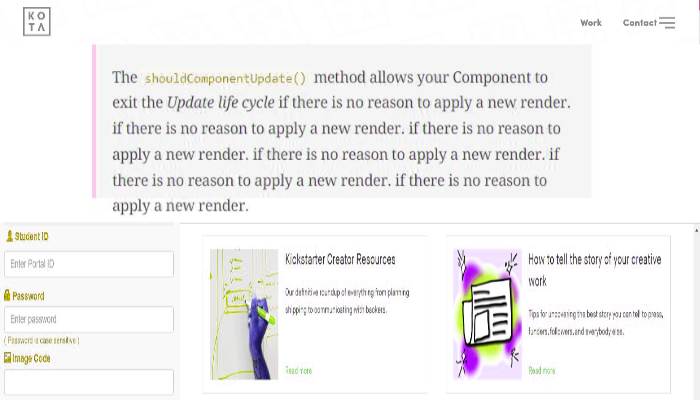 KO
TA
Work
Contact
The shouldComponentUpdate() method allows your Component to
exit the Update life cycle if there is no reason to apply a new render.
if there is no reason to apply a new render. if there is no reason to
apply a new render. if there is no reason to apply a new render. if
there is no reason to apply a new render. if there is no reason to
apply a new render.
Student ID
Enter Portal ID
Password
Enter password
( Password is case sensitive )
Image Code
Kickstarter Creator Resources
Our definitive roundup of everything from planning
shipping to communicating with backers.
Read more
How to tell the story of your creative
work
Tips for uncovering the best story you can tell to press,
funders, followers, and everybody else.
Read more